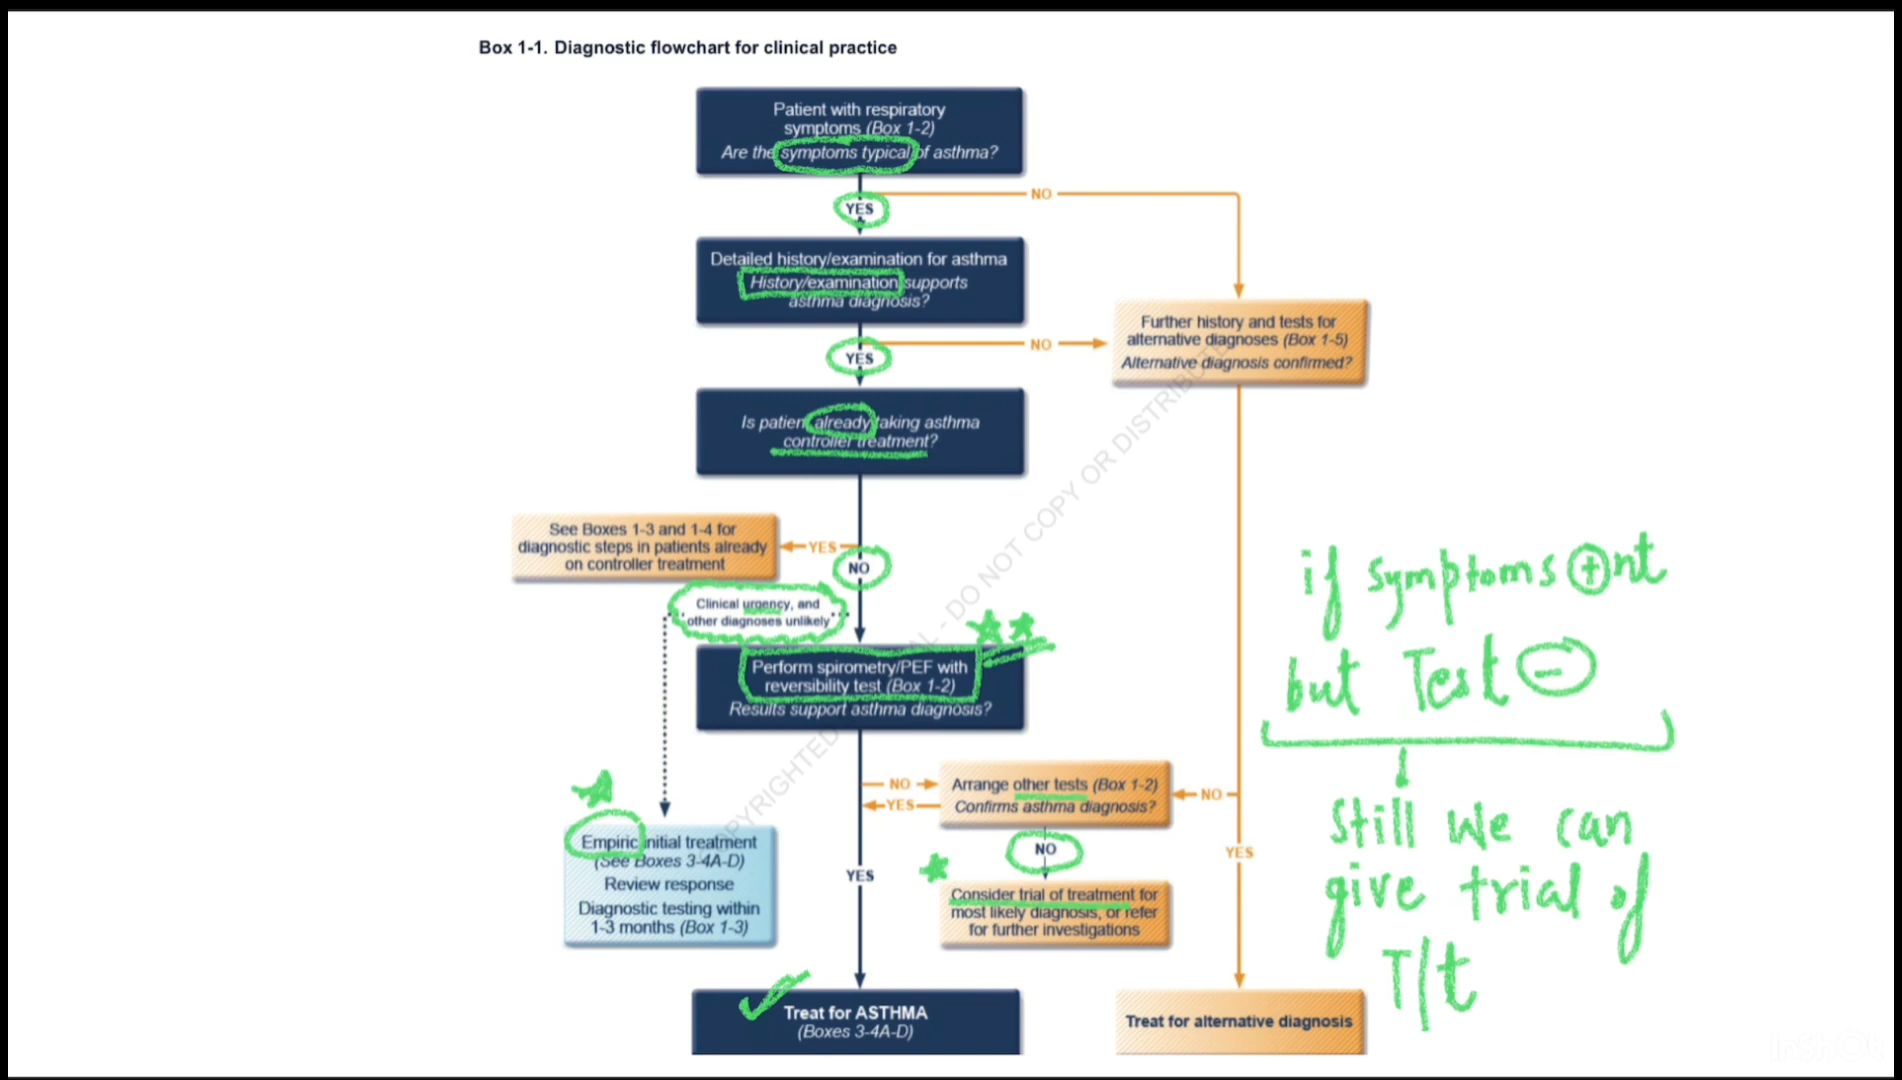 Box 1-1. Diagnostic flowchart for clinical practice
Patient with respiratory
symptoms (Box 1-2)
Are the symptoms typical of asthma?
NO
YES
Detailed history/examination for asthma
History/examination supports
asthma diagnosis?
NO
YES
Further history and tests for
alternative diagnoses (Box 1-5)
Alternative diagnosis confirmed?
Is patient already taking asthma
controller treatment?
See Boxes 1-3 and 1-4 for
diagnostic steps in patients already
on controller treatment
YES
NO
Clinical urgency, and
other diagnoses unlikely
Perform spirometry/PEF with
reversibility test (Box 1-2)
Results support asthma diagnosis?
NO
YES
Arrange other tests (Box 1-2)
Confirms asthma diagnosis?
NO
NO
YES
YES
Empiric initial treatment
(See Boxes 3-4A-D)
Review response
Diagnostic testing within
1-3 months (Box 1-3)
Consider trial of treatment for
most likely diagnosis, or refer
for further investigations
Treat for ASTHMA
(Boxes 3-4A-D)
Treat for alternative diagnosis
if symptoms ⊕nt
but Test ⊖
still we can
give trial of
T/t
COPYRIGHTED - DO NOT COPY OR DISTRIBUTE